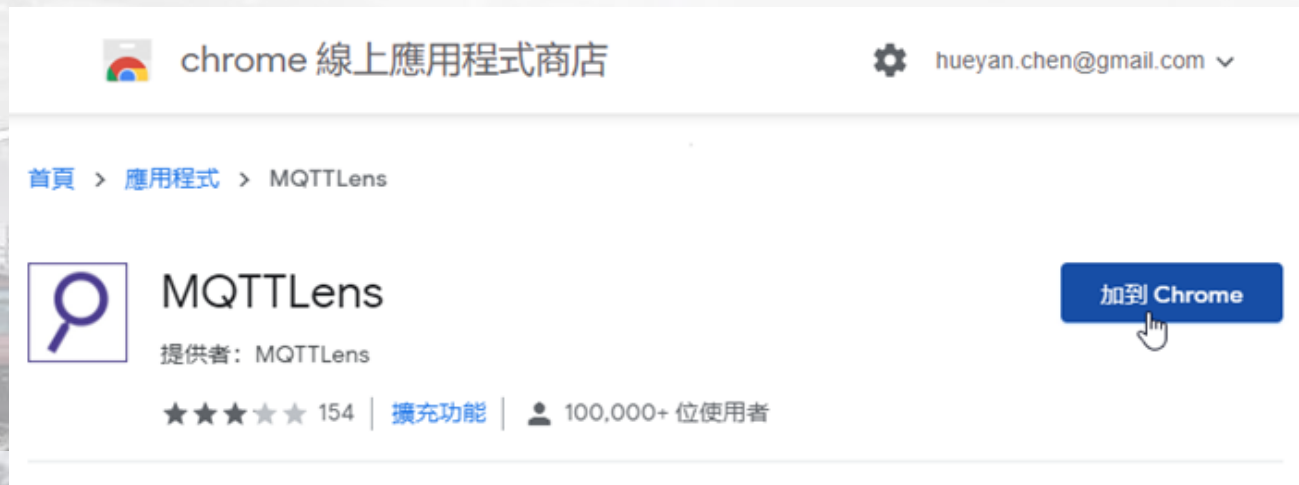 chrome 線上應用程式商店
hueyan.chen@gmail.com
首頁 > 應用程式 > MQTTLens
MQTTLens
加到 Chrome
提供者：MQTTLens
154 | 擴充功能 | 100,000+ 位使用者